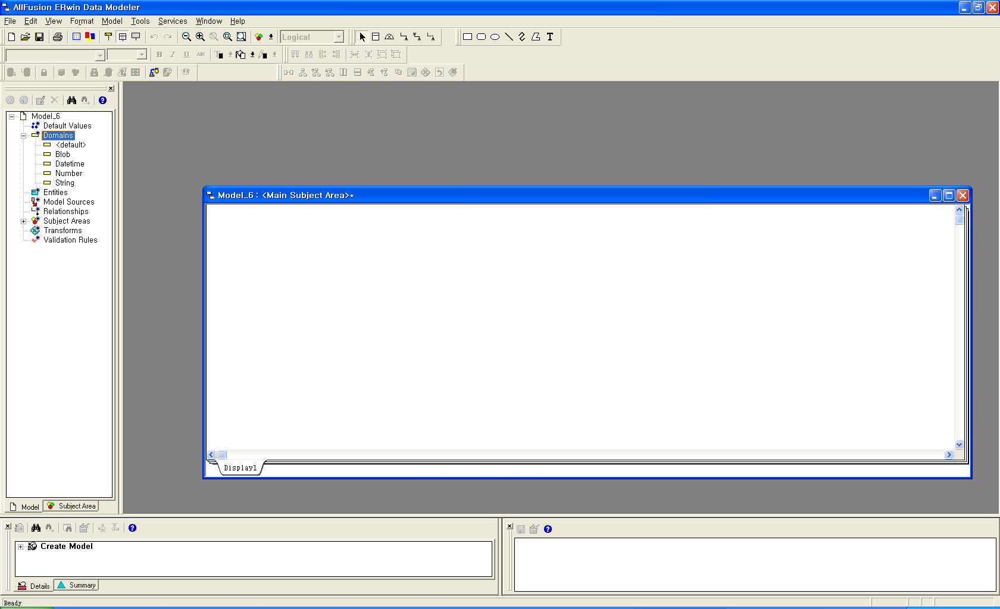 AllFusion ERwin Data Modeler
File Edit View Format Model Tools Services Window Help
Logical
T
B I U ABC T
Model_6
Default Values
Domains
<default>
Blob
Datetime
Number
String
Entities
Model Sources
Relationships
Subject Areas
Transforms
Validation Rules
Model Subject Area
Model_6 : <Main Subject Area>*
Display1
Create Model
Details Summary
Ready